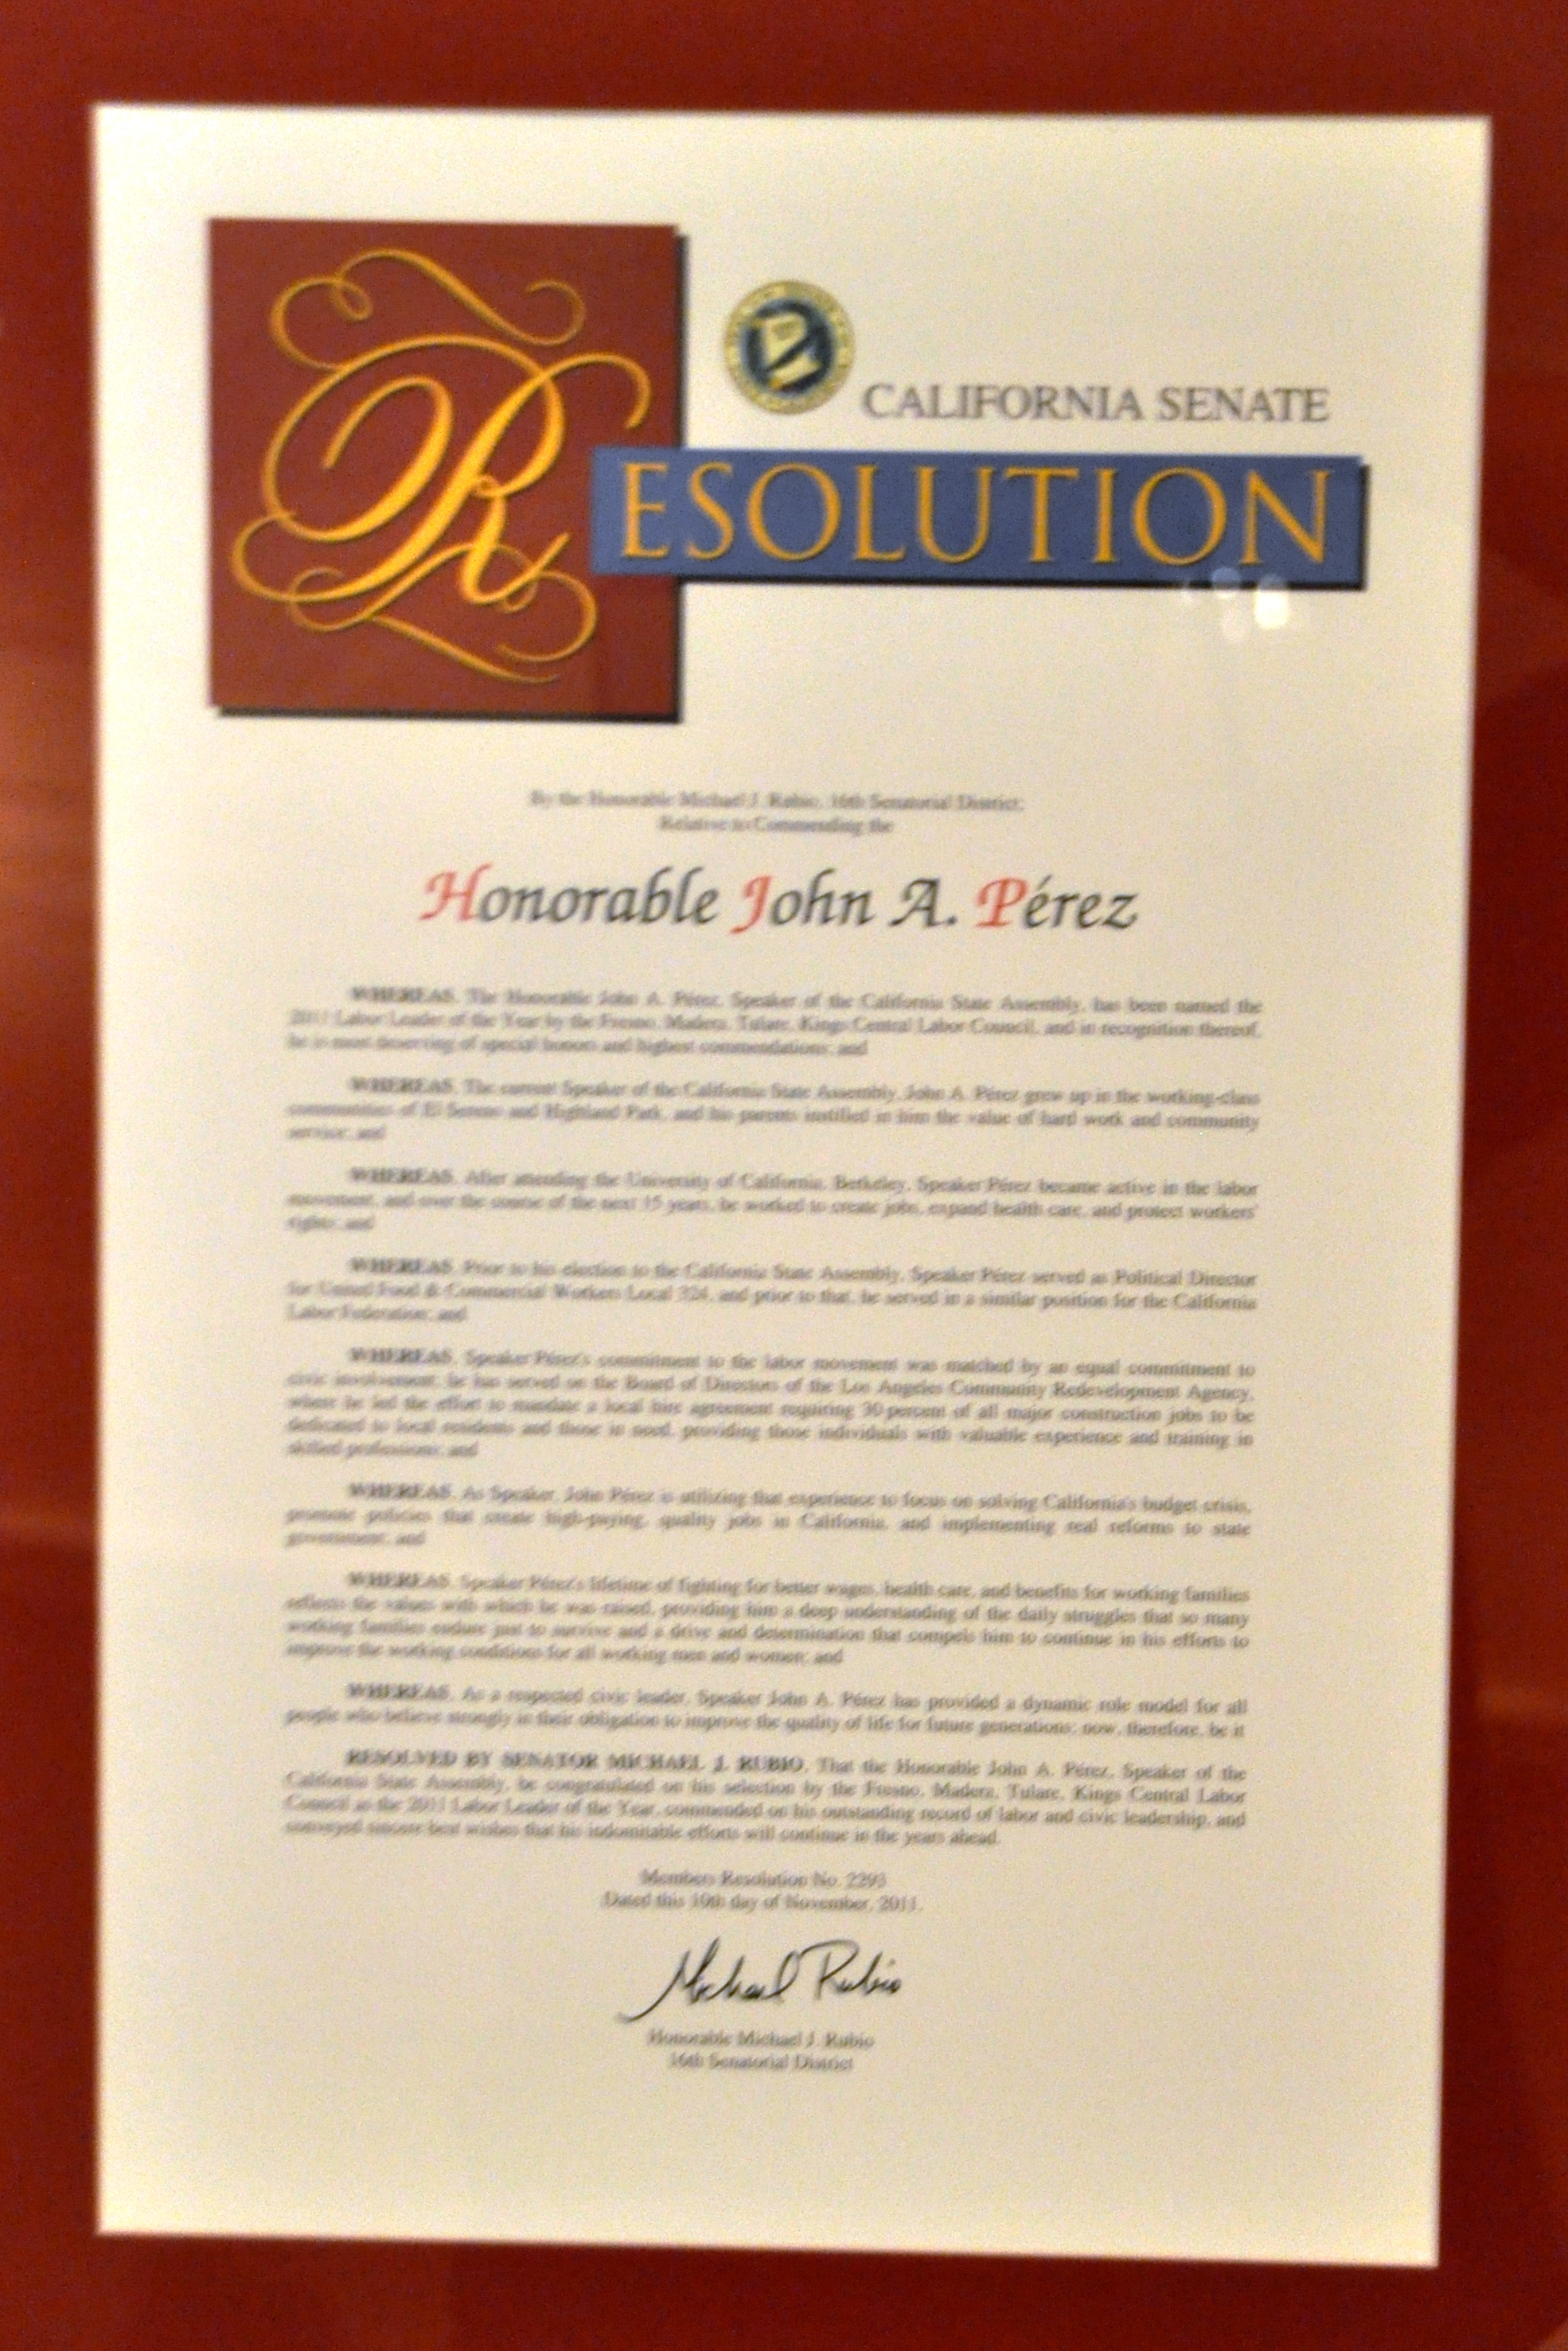 CALIFORNIA SENATE
RESOLUTION
By the Honorable Michael J. Rubio, 16th Senatorial District;
Relative to Commending the
Honorable John A. Pérez
WHEREAS, The Honorable John A. Pérez, Speaker of the California State Assembly, has been named the
2011 Labor Leader of the Year by the Fresno, Madera, Tulare, Kings Central Labor Council, and in recognition thereof,
he is most deserving of special honors and highest commendations; and
WHEREAS, The current Speaker of the California State Assembly, John A. Pérez grew up in the working-class
communities of El Sereno and Highland Park, and his parents instilled in him the value of hard work and community
service; and
WHEREAS, After attending the University of California, Berkeley, Speaker Pérez became active in the labor
movement, and over the course of the next 15 years, he worked to create jobs, expand health care, and protect workers'
rights; and
WHEREAS, Prior to his election to the California State Assembly, Speaker Pérez served as Political Director
for United Food & Commercial Workers Local 324, and prior to that, he served in a similar position for the California
Labor Federation; and
WHEREAS, Speaker Pérez's commitment to the labor movement was matched by an equal commitment to
civic involvement, he has served on the Board of Directors of the Los Angeles Community Redevelopment Agency,
where he led the effort to mandate a local hire agreement requiring 30 percent of all major construction jobs to be
dedicated to local residents and those in need, providing those individuals with valuable experience and training in
skilled professions; and
WHEREAS, As Speaker, John Pérez is utilizing that experience to focus on solving California's budget crisis,
promote policies that create high-paying, quality jobs in California, and implementing real reforms to state
government; and
WHEREAS, Speaker Pérez's lifetime of fighting for better wages, health care, and benefits for working families
reflects the values with which he was raised, providing him a deep understanding of the daily struggles that so many
working families endure just to survive and a drive and determination that compels him to continue in his efforts to
improve the working conditions for all working men and women; and
WHEREAS, As a respected civic leader, Speaker John A. Pérez has provided a dynamic role model for all
people who believe strongly in their obligation to improve the quality of life for future generations; now, therefore, be it
RESOLVED BY SENATOR MICHAEL J. RUBIO, That the Honorable John A. Pérez, Speaker of the
California State Assembly, be congratulated on his selection by the Fresno, Madera, Tulare, Kings Central Labor
Council as the 2011 Labor Leader of the Year, commended on his outstanding record of labor and civic leadership, and
conveyed sincere best wishes that his indomitable efforts will continue in the years ahead.
Members Resolution No. 2293
Dated this 10th day of November, 2011.
Michael Rubio
Honorable Michael J. Rubio
16th Senatorial District